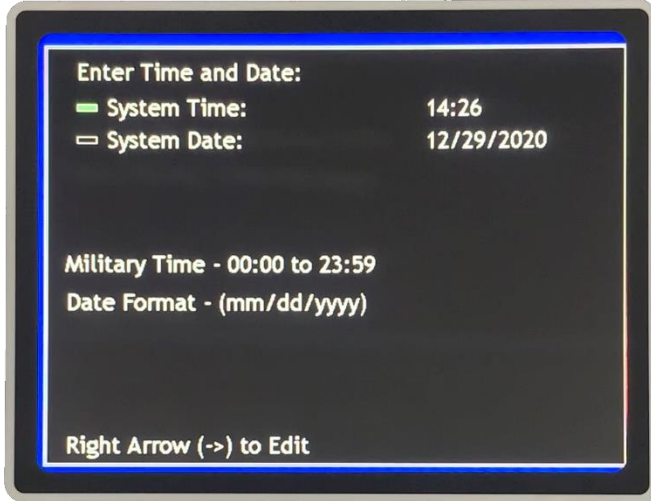 Enter Time and Date:
System Time: 14:26
System Date: 12/29/2020
Military Time - 00:00 to 23:59
Date Format - (mm/dd/yyyy)
Right Arrow (->) to Edit